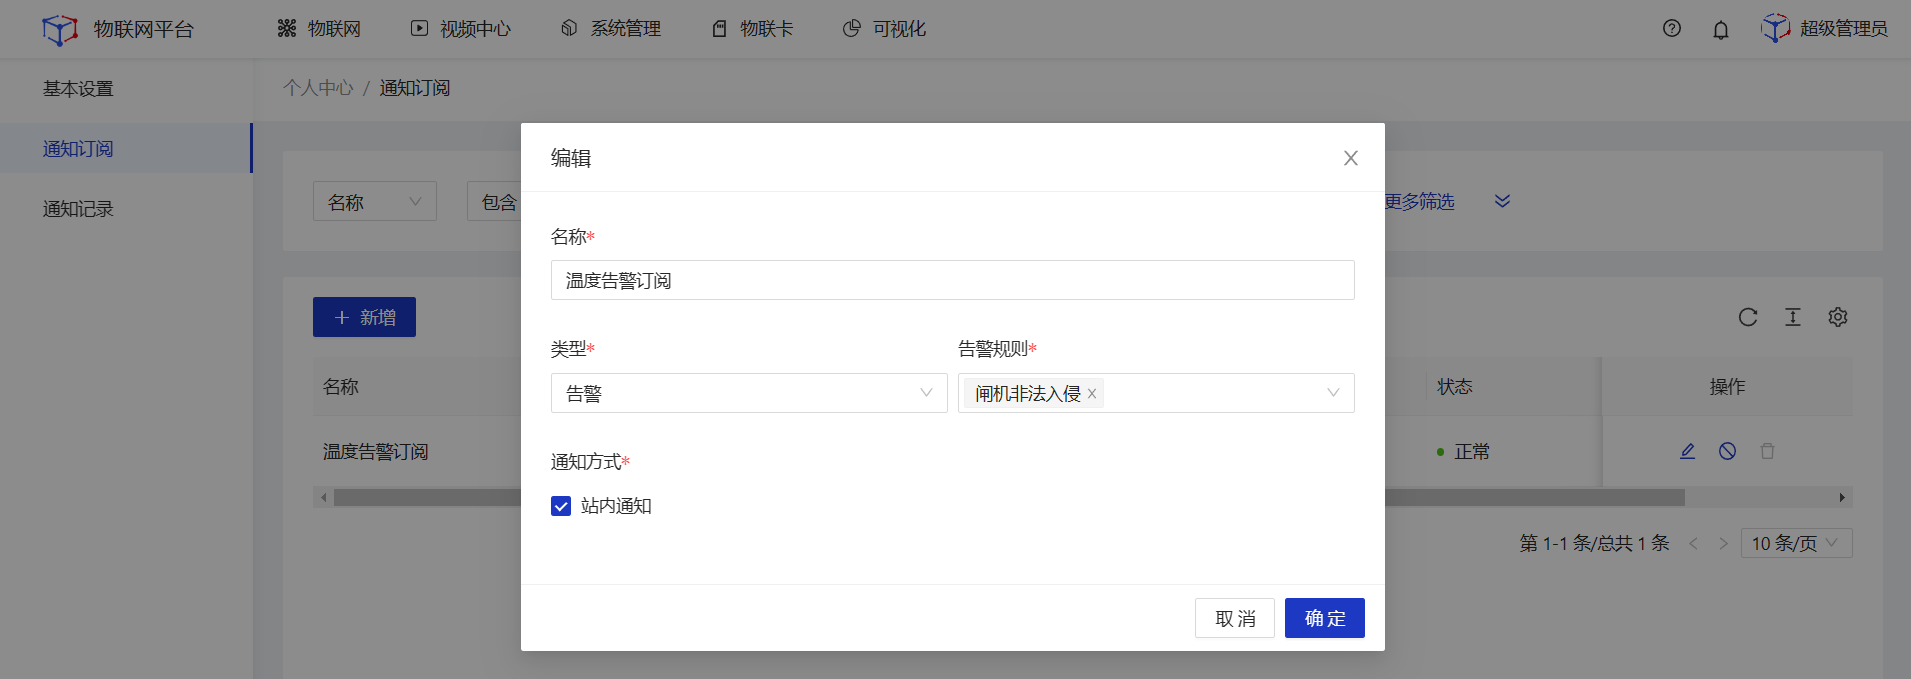 物联网平台 物联网 视频中心 系统管理 物联卡 可视化 超级管理员
基本设置
通知订阅
通知记录
个人中心 / 通知订阅
名称 包含 更多筛选
新增
名称 状态 操作
温度告警订阅 正常
第 1-1 条/总共 1 条 10 条/页
编辑
名称*
温度告警订阅
类型* 告警规则*
告警 闸机非法入侵
通知方式*
站内通知
取 消 确 定